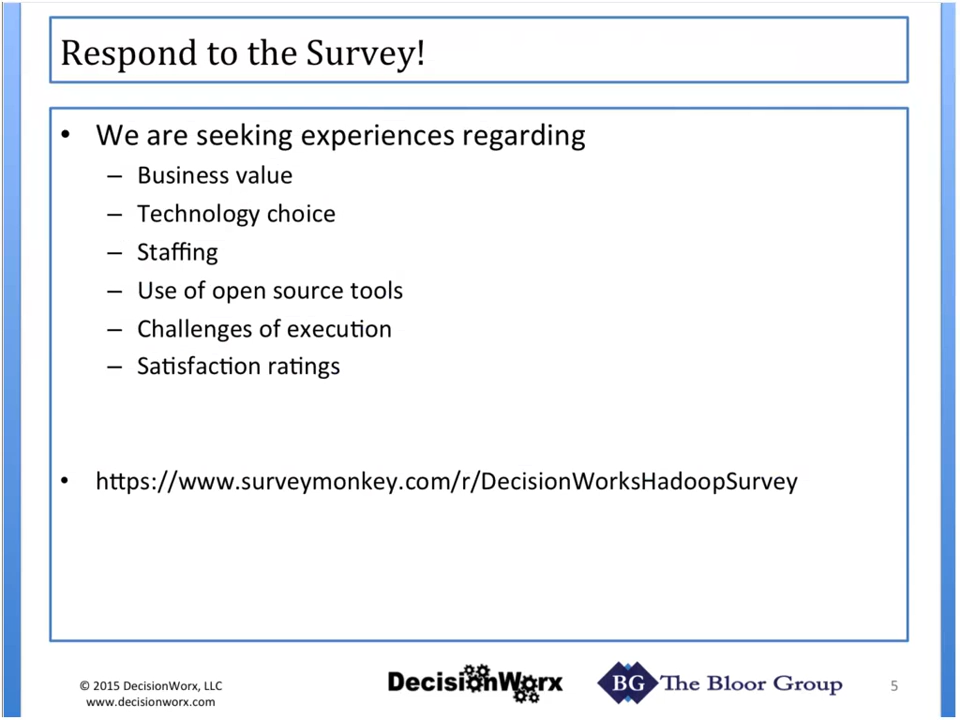 Respond to the Survey!
• We are seeking experiences regarding
– Business value
– Technology choice
– Staffing
– Use of open source tools
– Challenges of execution
– Satisfaction ratings
• https://www.surveymonkey.com/r/DecisionWorksHadoopSurvey
© 2015 DecisionWorx, LLC
www.decisionworx.com
DecisionWorx
BG The Bloor Group
5